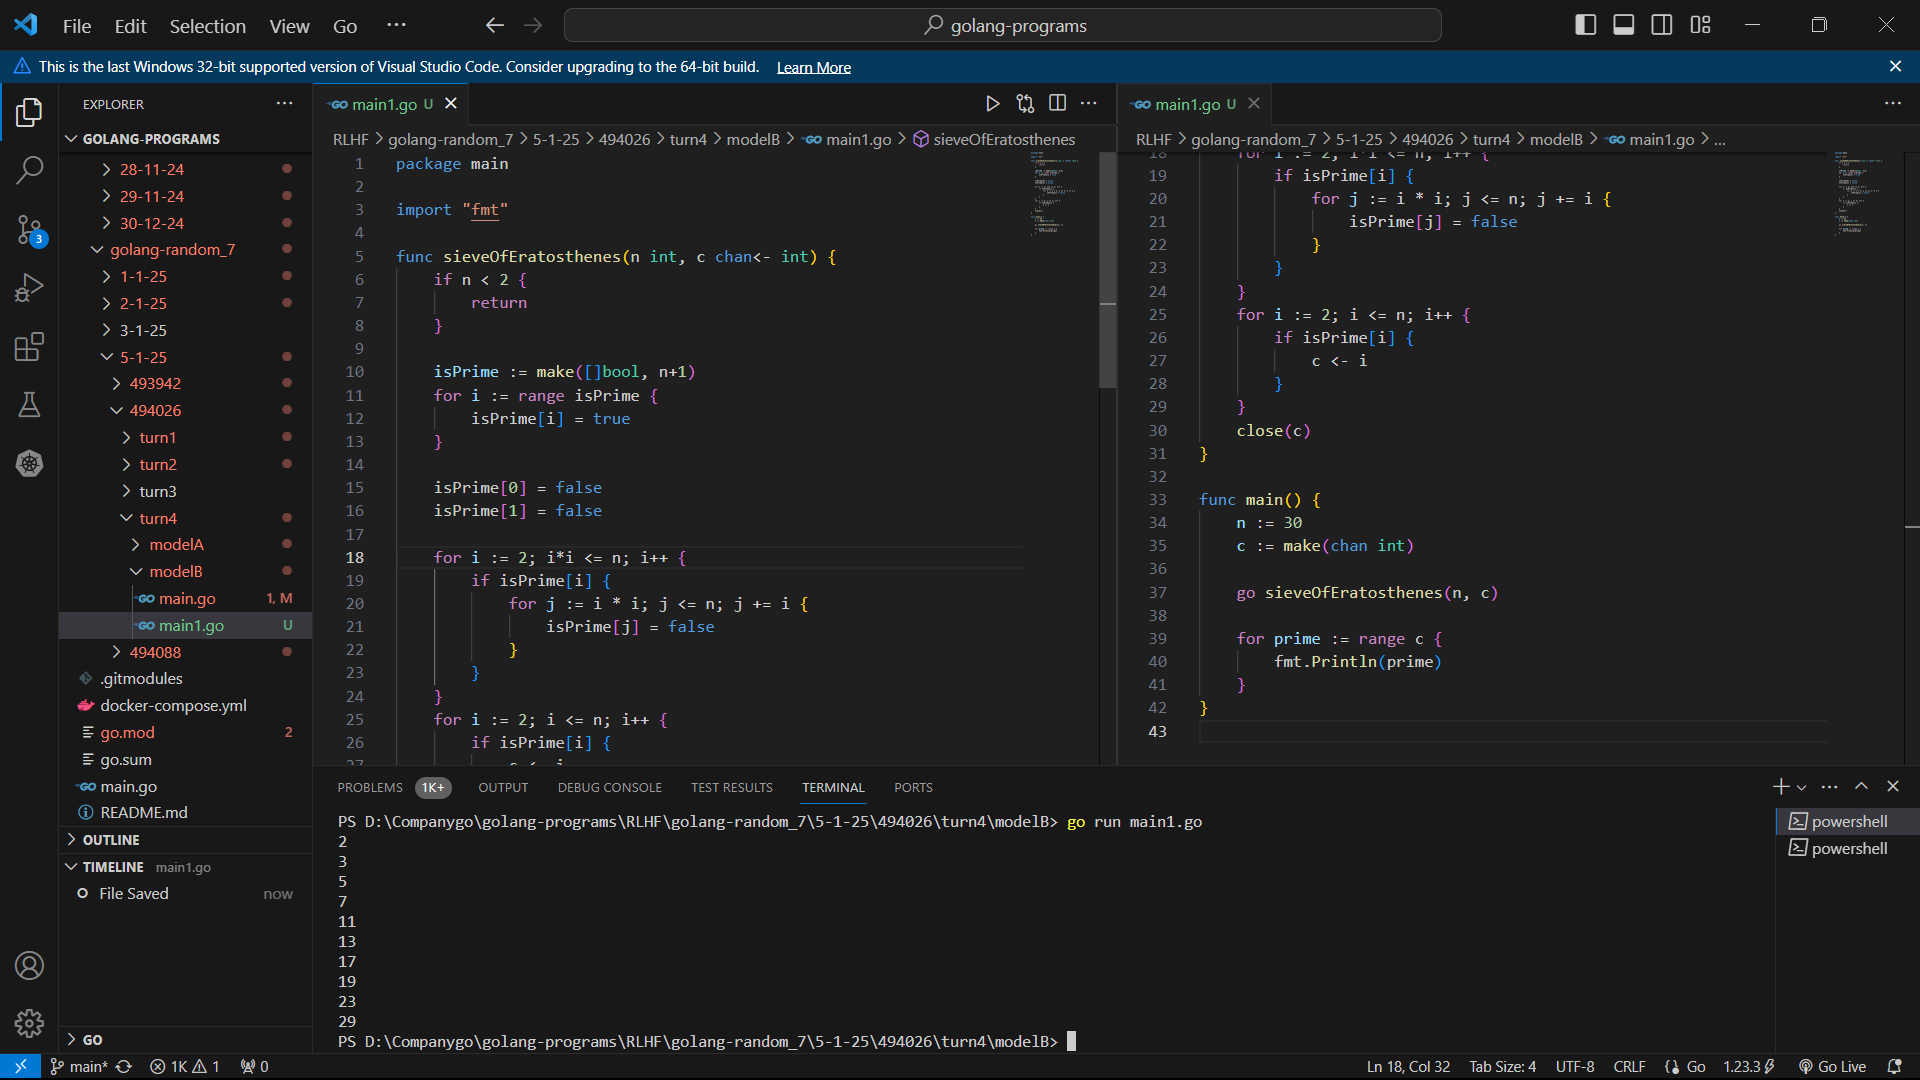 File Edit Selection View Go ···
golang-programs
This is the last Windows 32-bit supported version of Visual Studio Code. Consider upgrading to the 64-bit build. Learn More
EXPLORER
GOLANG-PROGRAMS
28-11-24
29-11-24
30-12-24
golang-random_7
1-1-25
2-1-25
3-1-25
5-1-25
493942
494026
turn1
turn2
turn3
turn4
modelA
modelB
main.go 1, M
main1.go U
494088
.gitmodules
docker-compose.yml
go.mod 2
go.sum
main.go
README.md
OUTLINE
TIMELINE main1.go
File Saved now
GO
3
main1.go U
RLHF > golang-random_7 > 5-1-25 > 494026 > turn4 > modelB > main1.go > sieveOfEratosthenes
1 package main
2
3 import "fmt"
4
5 func sieveOfEratosthenes(n int, c chan<- int) {
6 if n < 2 {
7 return
8 }
9
10 isPrime := make([]bool, n+1)
11 for i := range isPrime {
12 isPrime[i] = true
13 }
14
15 isPrime[0] = false
16 isPrime[1] = false
17
18 for i := 2; i*i <= n; i++ {
19 if isPrime[i] {
20 for j := i * i; j <= n; j += i {
21 isPrime[j] = false
22 }
23 }
24 }
25 for i := 2; i <= n; i++ {
26 if isPrime[i] {
27 c <- i
main1.go U
RLHF > golang-random_7 > 5-1-25 > 494026 > turn4 > modelB > main1.go > ...
18 for i := 2; i*i <= n; i++ {
19 if isPrime[i] {
20 for j := i * i; j <= n; j += i {
21 isPrime[j] = false
22 }
23 }
24 }
25 for i := 2; i <= n; i++ {
26 if isPrime[i] {
27 c <- i
28 }
29 }
30 close(c)
31 }
32
33 func main() {
34 n := 30
35 c := make(chan int)
36
37 go sieveOfEratosthenes(n, c)
38
39 for prime := range c {
40 fmt.Println(prime)
41 }
42 }
43
PROBLEMS 1K+ OUTPUT DEBUG CONSOLE TEST RESULTS TERMINAL PORTS
PS D:\Companygo\golang-programs\RLHF\golang-random_7\5-1-25\494026\turn4\modelB> go run main1.go
2
3
5
7
11
13
17
19
23
29
PS D:\Companygo\golang-programs\RLHF\golang-random_7\5-1-25\494026\turn4\modelB>
powershell
powershell
main* 1K 1 0
Ln 18, Col 32 Tab Size: 4 UTF-8 CRLF {} Go 1.23.3 Go Live